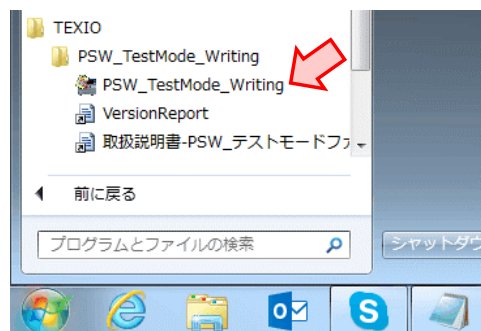 TEXIO
PSW_TestMode_Writing
PSW_TestMode_Writing
VersionReport
取扱説明書-PSW_テストモードファ
前に戻る
プログラムとファイルの検索
シャットダウ